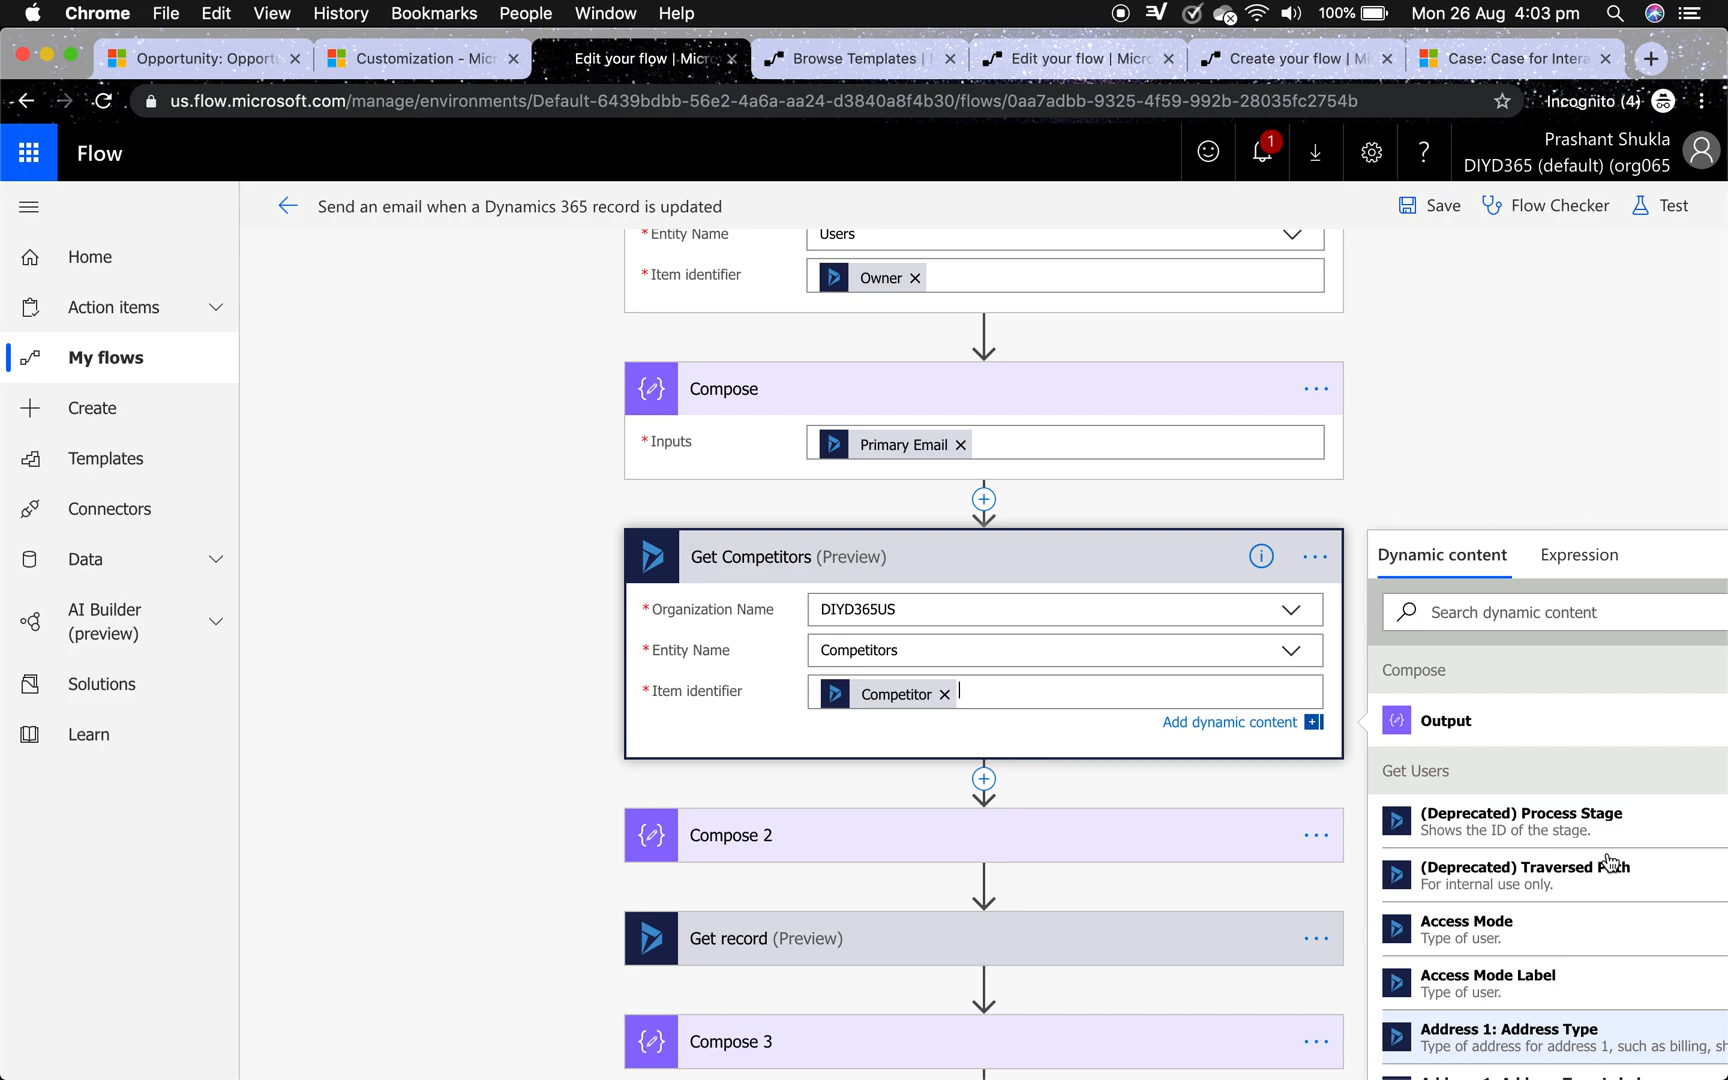 Chrome File Edit View History Bookmarks People Window Help 100% Mon 26 Aug 4:03 pm
Opportunity: Opport Customization - Mic Edit your flow | Micro Browse Templates | Edit your flow | Micro Create your flow | Mi Case: Case for Intera
us.flow.microsoft.com/manage/environments/Default-6439bdbb-56e2-4a6a-aa24-d3840a8f4b30/flows/0aa7adbb-9325-4f59-992b-28035fc2754b Incognito (4)
Flow 1 ? Prashant Shukla
DIYD365 (default) (org065
Send an email when a Dynamics 365 record is updated Save Flow Checker Test
Home
Action items
My flows
Create
Templates
Connectors
Data
AI Builder
(preview)
Solutions
Learn
*Entity Name Users
*Item identifier Owner
Compose
*Inputs Primary Email
Get Competitors (Preview)
*Organization Name DIYD365US
*Entity Name Competitors
*Item identifier Competitor
Add dynamic content
Compose 2
Get record (Preview)
Compose 3
Dynamic content Expression
Search dynamic content
Compose
Output
Get Users
(Deprecated) Process Stage
Shows the ID of the stage.
(Deprecated) Traversed
For internal use only.
Access Mode
Type of user.
Access Mode Label
Type of user.
Address 1: Address Type
Type of address for address 1, such as billing, sh